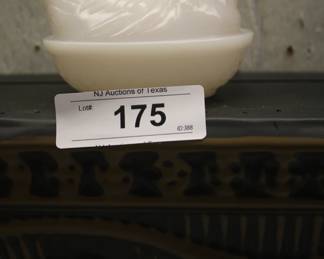 NJ Auctions of Texas
Lot# 175
ID:388